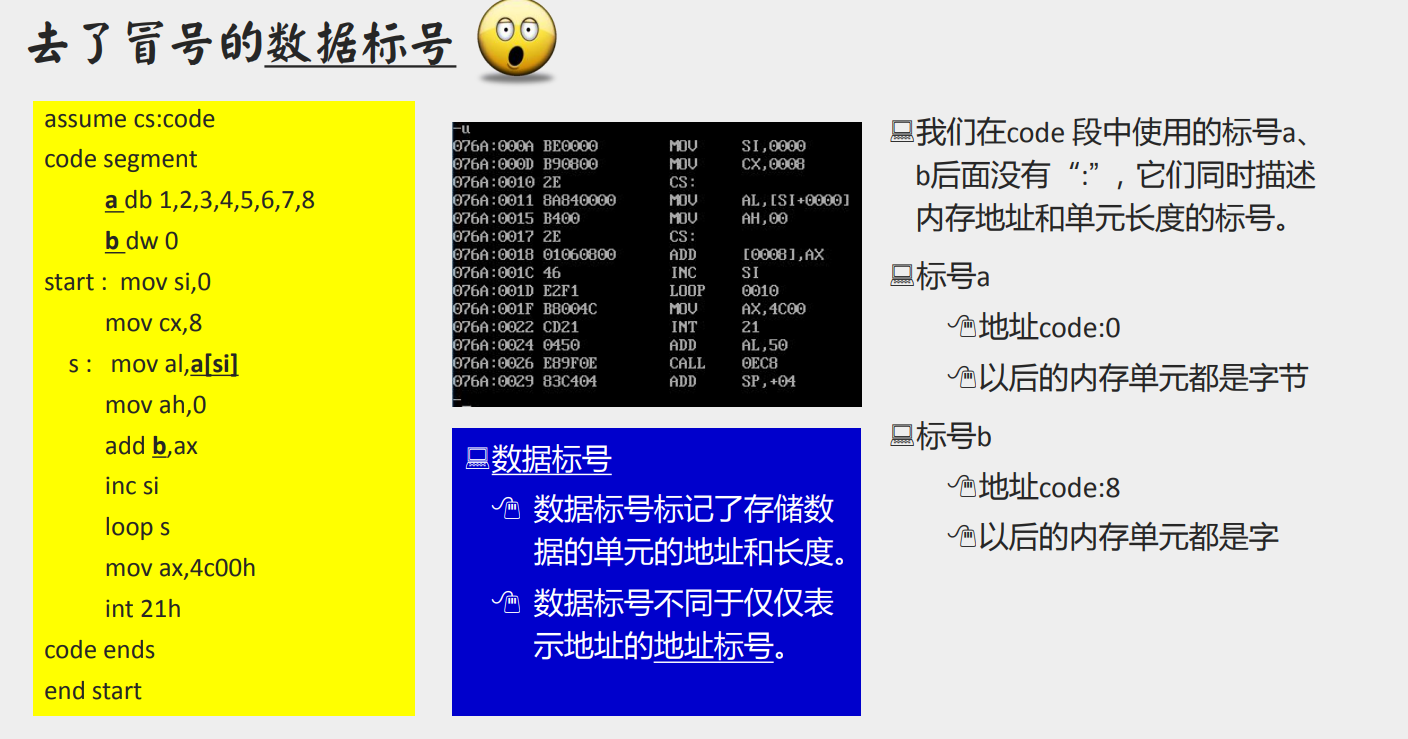 去了冒号的数据标号
assume cs:code
code segment
a db 1,2,3,4,5,6,7,8
b dw 0
start : mov si,0
mov cx,8
s : mov al,a[si]
mov ah,0
add b,ax
inc si
loop s
mov ax,4c00h
int 21h
code ends
end start
-u
076A:000A BE0000 MOV SI,0000
076A:000D B90800 MOV CX,0008
076A:0010 2E CS:
076A:0011 8A840000 MOV AL,[SI+0000]
076A:0015 B400 MOV AH,00
076A:0017 2E CS:
076A:0018 01060800 ADD [0008],AX
076A:001C 46 INC SI
076A:001D E2F1 LOOP 0010
076A:001F B8004C MOV AX,4C00
076A:0022 CD21 INT 21
076A:0024 0450 ADD AL,50
076A:0026 E89F0E CALL 0EC8
076A:0029 83C404 ADD SP,+04
-_
数据标号
数据标号标记了存储数
据的单元的地址和长度。
数据标号不同于仅仅表
示地址的地址标号。
我们在code 段中使用的标号a、
b后面没有“:”，它们同时描述
内存地址和单元长度的标号。
标号a
地址code:0
以后的内存单元都是字节
标号b
地址code:8
以后的内存单元都是字